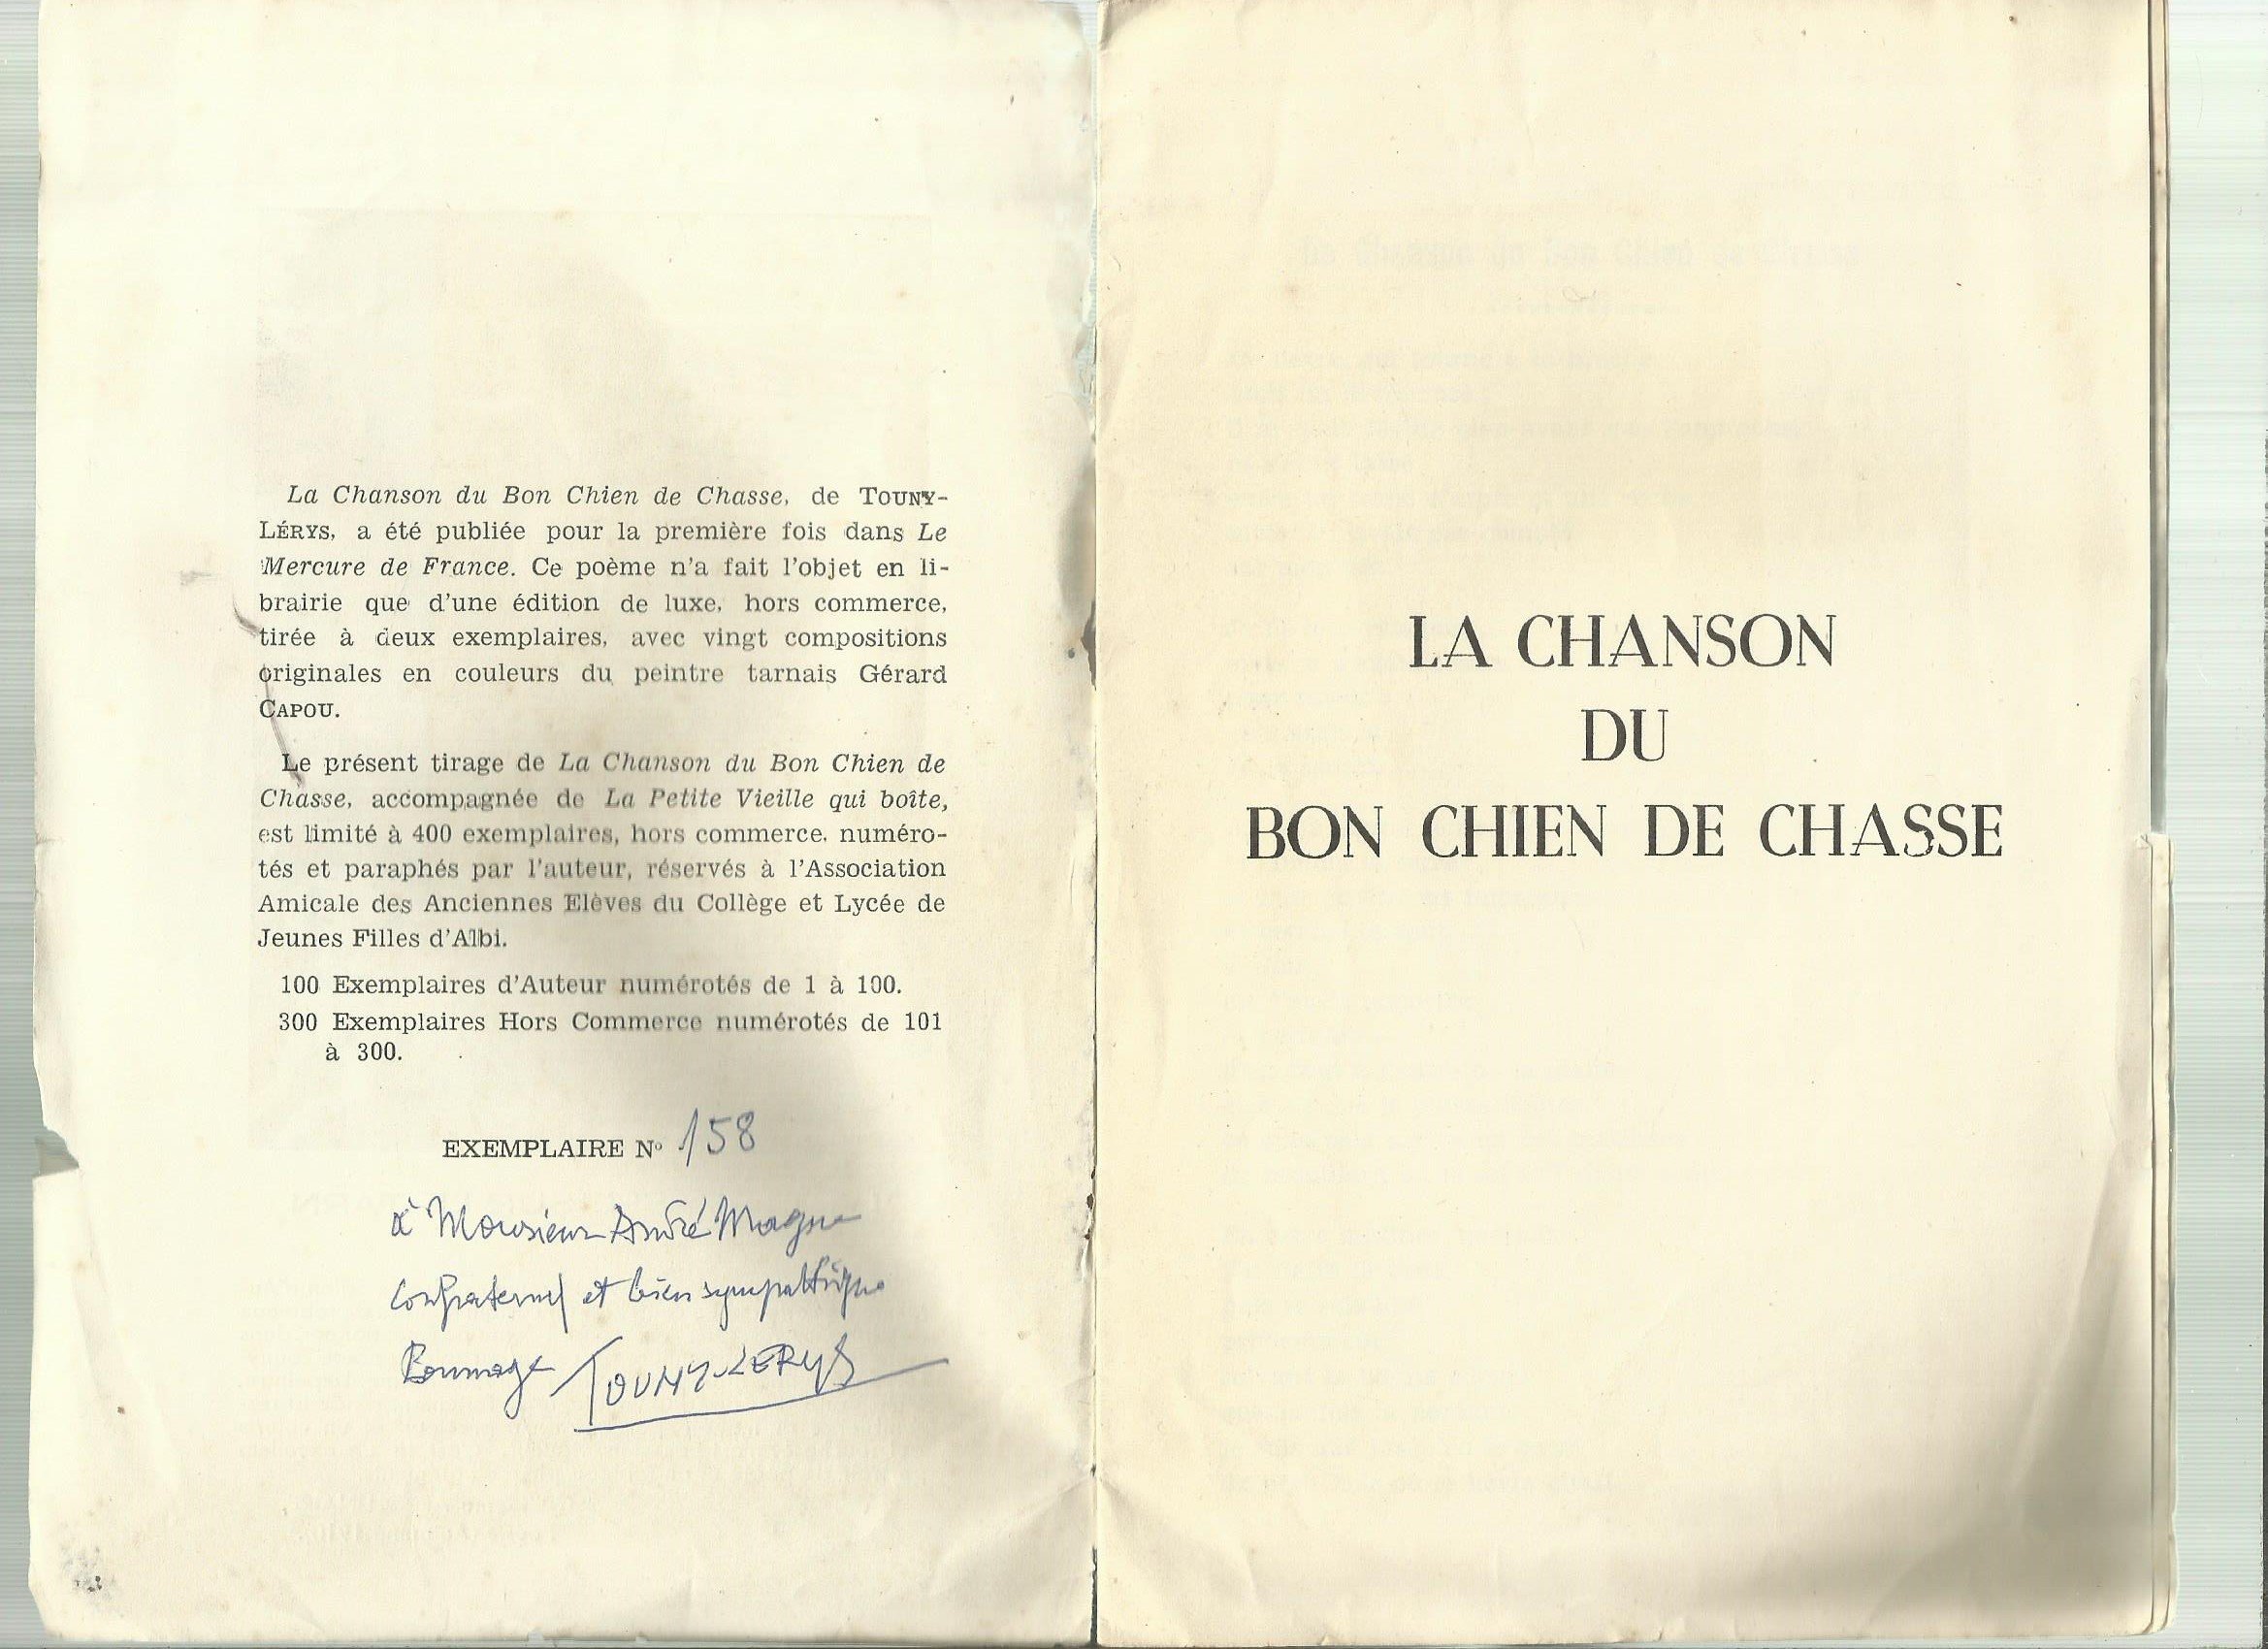 La Chanson du Bon Chien de Chasse, de TOUNY-
LÉRYS, a été publiée pour la première fois dans Le
Mercure de France. Ce poème n'a fait l'objet en li-
brairie que d'une édition de luxe, hors commerce,
tirée à deux exemplaires, avec vingt compositions
originales en couleurs du peintre tarnais Gérard
CAPOU.
Le présent tirage de La Chanson du Bon Chien de
Chasse, accompagnée de La Petite Vieille qui boîte,
est limité à 400 exemplaires, hors commerce, numéro-
tés et paraphés par l'auteur, réservés à l'Association
Amicale des Anciennes Elèves du Collège et Lycée de
Jeunes Filles d'Albi.
100 Exemplaires d'Auteur numérotés de 1 à 100.
300 Exemplaires Hors Commerce numérotés de 101
à 300.
EXEMPLAIRE N° 158
à Monsieur André Magne
confraternel et bien sympathique
hommage TOUNY-LERYS
LA CHANSON
DU
BON CHIEN DE CHASSE